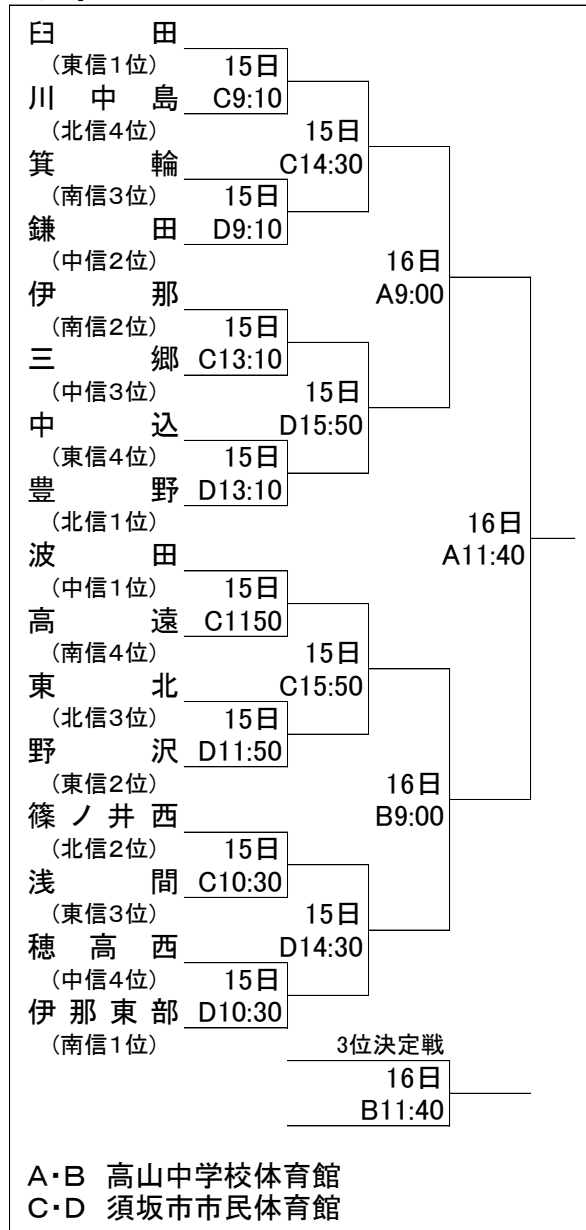 臼田
(東信1位) 15日
川中島 C9:10
(北信4位) 15日
箕輪 C14:30
(南信3位) 15日
鎌田 D9:10
(中信2位) 16日
伊那 A9:00
(南信2位) 15日
三郷 C13:10
(中信3位) 15日
中込 D15:50
(東信4位) 15日
豊野 D13:10
(北信1位) 16日
波田 A11:40
(中信1位) 15日
高遠 C1150
(南信4位) 15日
東北 C15:50
(北信3位) 15日
野沢 D11:50
(東信2位) 16日
篠ノ井西 B9:00
(北信2位) 15日
浅間 C10:30
(東信3位) 15日
穂高西 D14:30
(中信4位) 15日
伊那東部 D10:30
(南信1位) 3位決定戦
16日
B11:40
A・B 高山中学校体育館
C・D 須坂市市民体育館